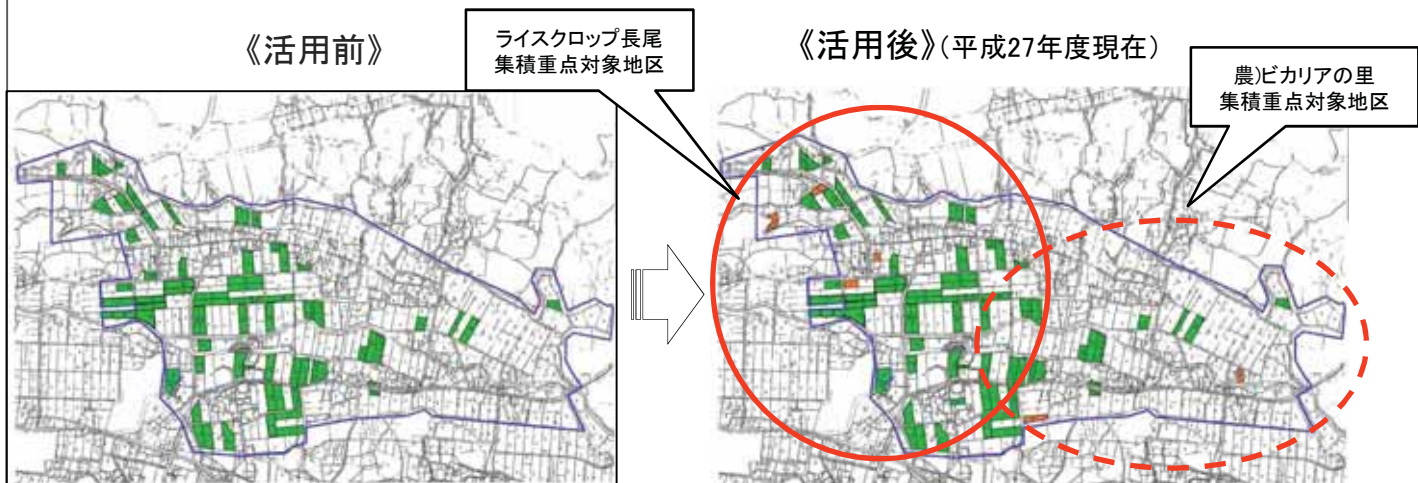 《活用前》
ライスクロップ長尾
集積重点対象地区
《活用後》(平成27年度現在)
農)ビカリアの里
集積重点対象地区